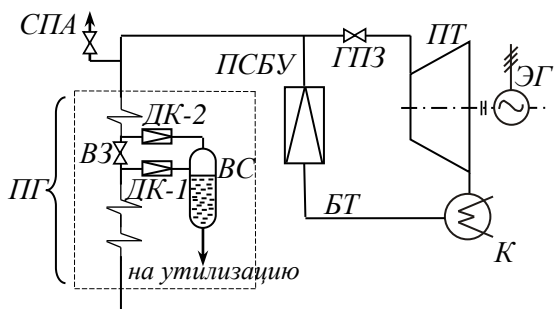 СПА
ПСБУ
ГПЗ
ПТ
ЭГ
ДК-2
ВЗ
ВС
ПГ
ДК-1
БТ
К
на утилизацию